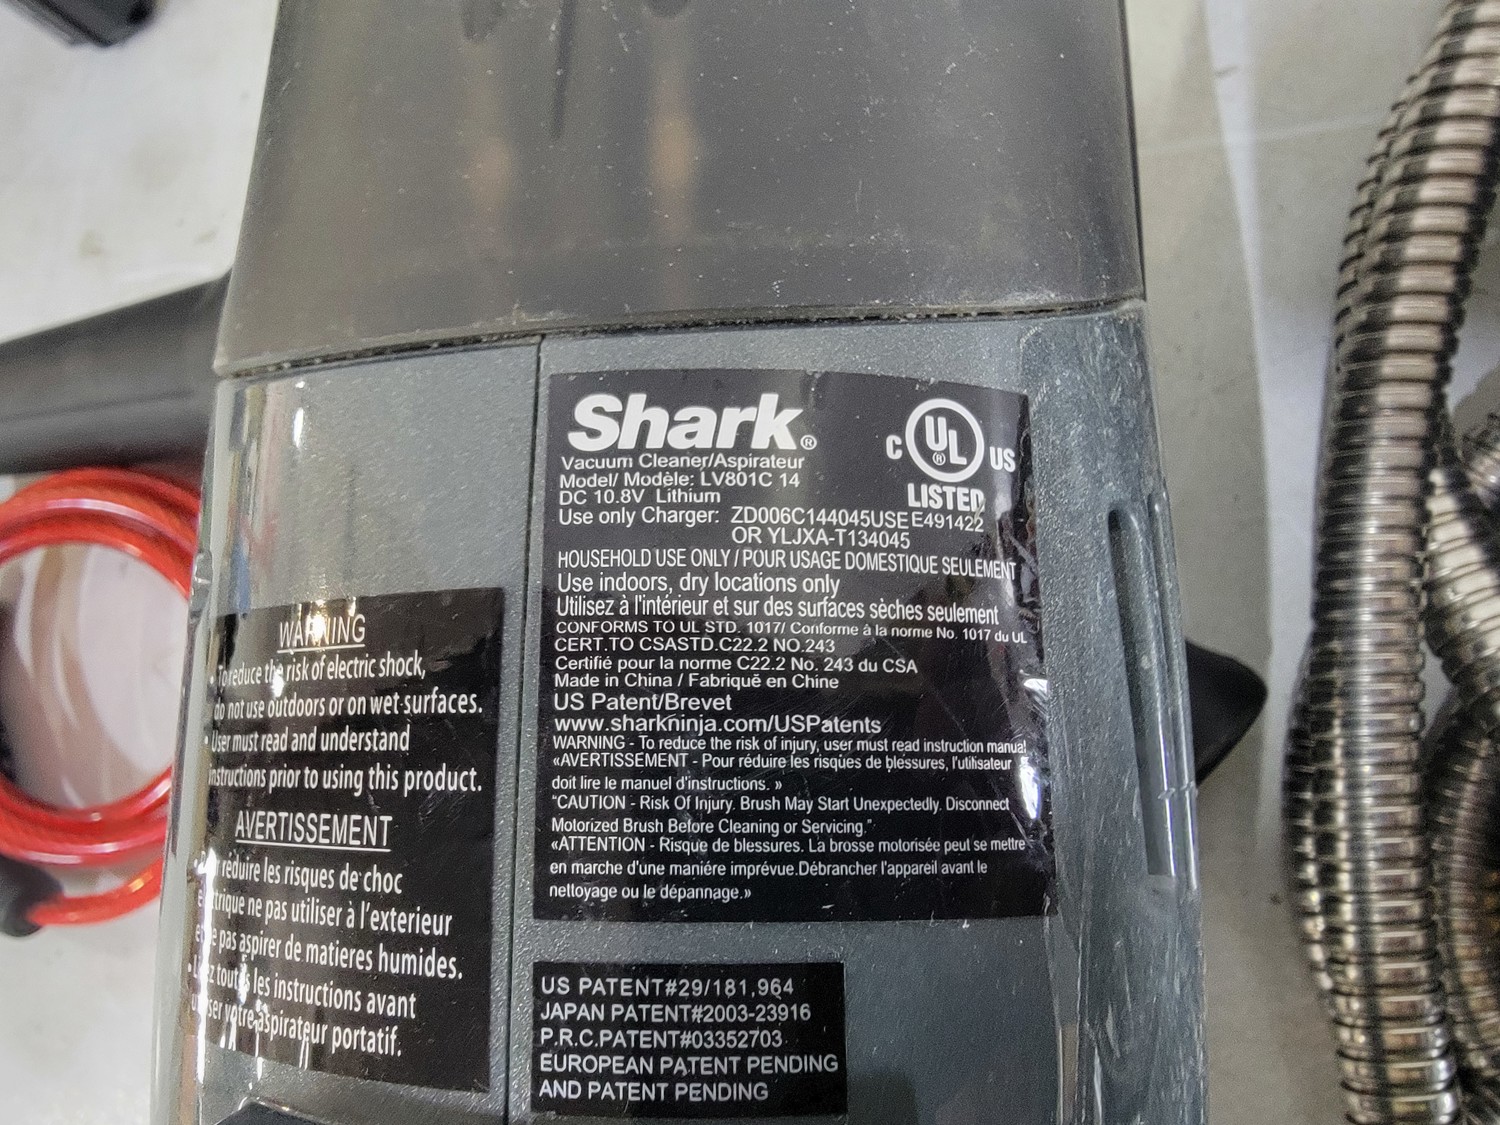 Shark®
Vacuum Cleaner/Aspirateur
Model/ Modèle: LV801C 14
DC 10.8V Lithium
Use only Charger: ZD006C144045USE
OR YLJXA-T134045
C UL® US
LISTED
E491422
HOUSEHOLD USE ONLY / POUR USAGE DOMESTIQUE SEULEMENT
Use indoors, dry locations only
Utilisez à l'intérieur et sur des surfaces sèches seulement
CONFORMS TO UL STD. 1017/ Conforme à la norme No. 1017 du UL
CERT.TO CSASTD.C22.2 NO.243
Certifié pour la norme C22.2 No. 243 du CSA
Made in China / Fabriqué en Chine
US Patent/Brevet
www.sharkninja.com/USPatents
WARNING - To reduce the risk of injury, user must read instruction manual
«AVERTISSEMENT - Pour réduire les risques de blessures, l'utilisateur
doit lire le manuel d'instructions. »
"CAUTION - Risk Of Injury. Brush May Start Unexpectedly. Disconnect
Motorized Brush Before Cleaning or Servicing."
«ATTENTION - Risque de blessures. La brosse motorisée peut se mettre
en marche d'une maniére imprévue.Débrancher l'appareil avant le
nettoyage ou le dépannage.»
WARNING
• To reduce the risk of electric shock,
do not use outdoors or on wet surfaces.
• User must read and understand
instructions prior to using this product.
AVERTISSEMENT
réduire les risques de choc
ne pas utiliser à l'exterieur
pas aspirer de matieres humides.
toutes les instructions avant
votre aspirateur portatif.
US PATENT#29/181,964
JAPAN PATENT#2003-23916
P.R.C.PATENT#03352703
EUROPEAN PATENT PENDING
AND PATENT PENDING